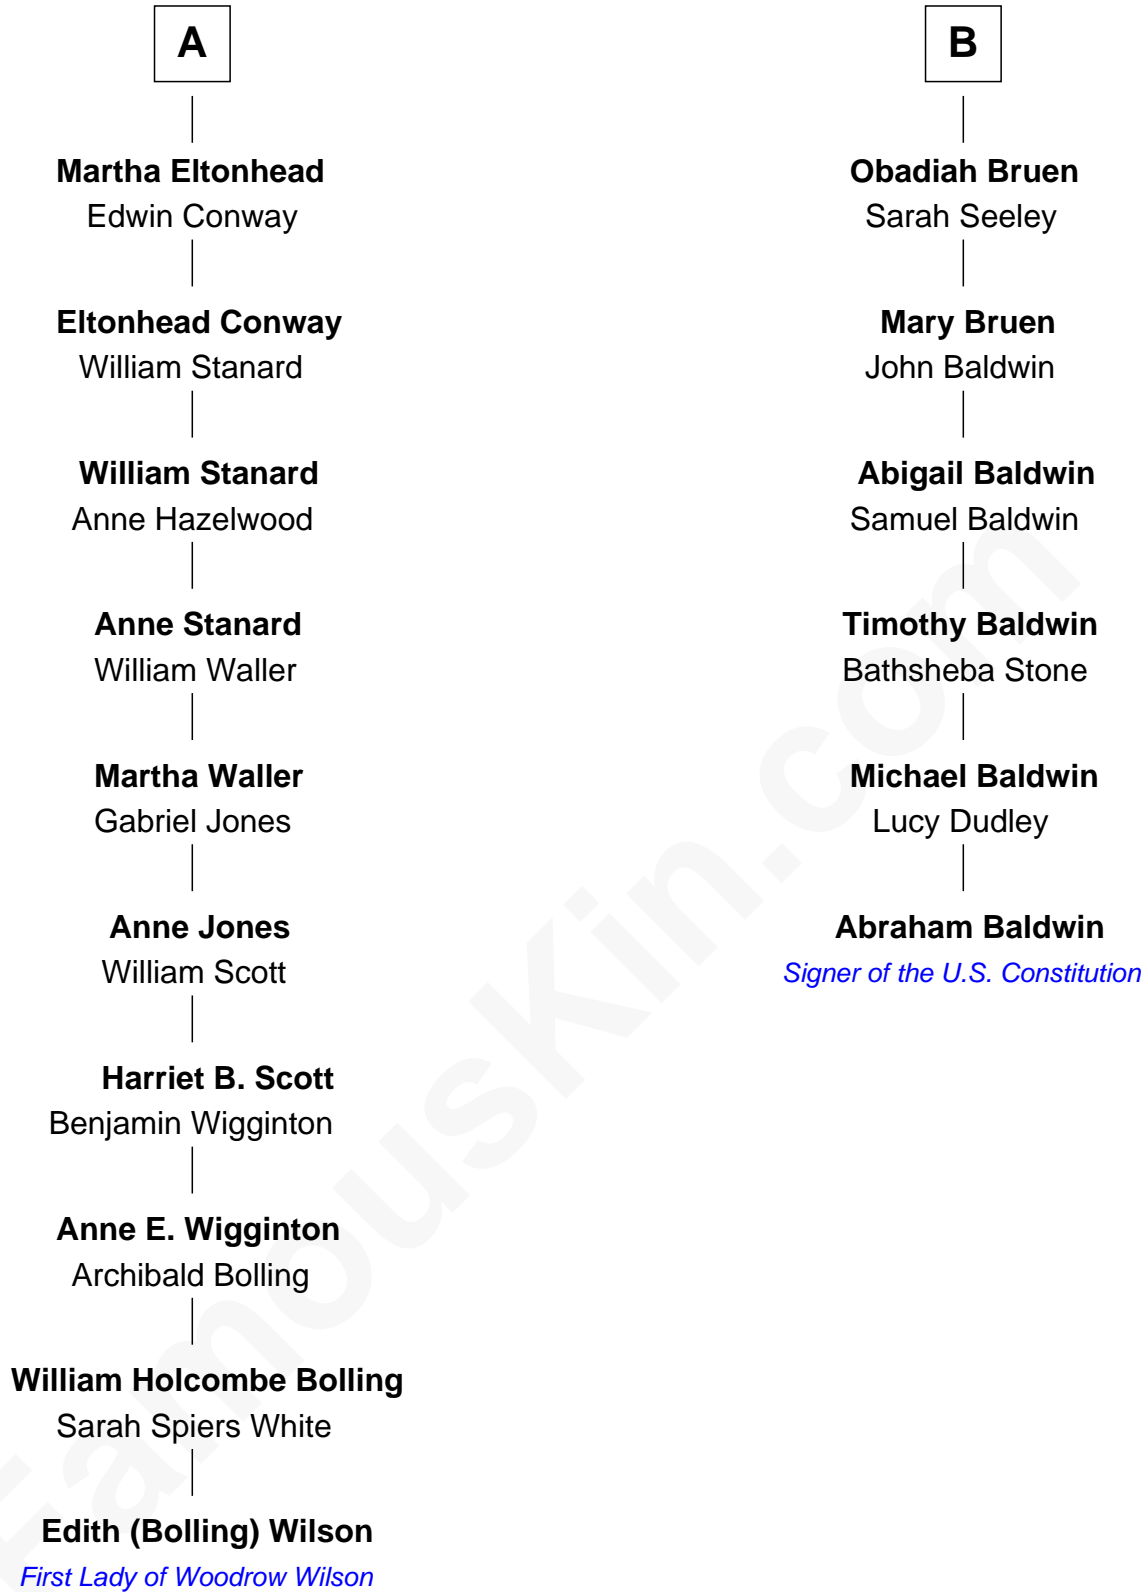 A
Martha Eltonhead
Edwin Conway
Eltonhead Conway
William Stanard
William Stanard
Anne Hazelwood
Anne Stanard
William Waller
Martha Waller
Gabriel Jones
Anne Jones
William Scott
Harriet B. Scott
Benjamin Wigginton
Anne E. Wigginton
Archibald Bolling
William Holcombe Bolling
Sarah Spiers White
Edith (Bolling) Wilson
First Lady of Woodrow Wilson
B
Obadiah Bruen
Sarah Seeley
Mary Bruen
John Baldwin
Abigail Baldwin
Samuel Baldwin
Timothy Baldwin
Bathsheba Stone
Michael Baldwin
Lucy Dudley
Abraham Baldwin
Signer of the U.S. Constitution
FamousKin.com